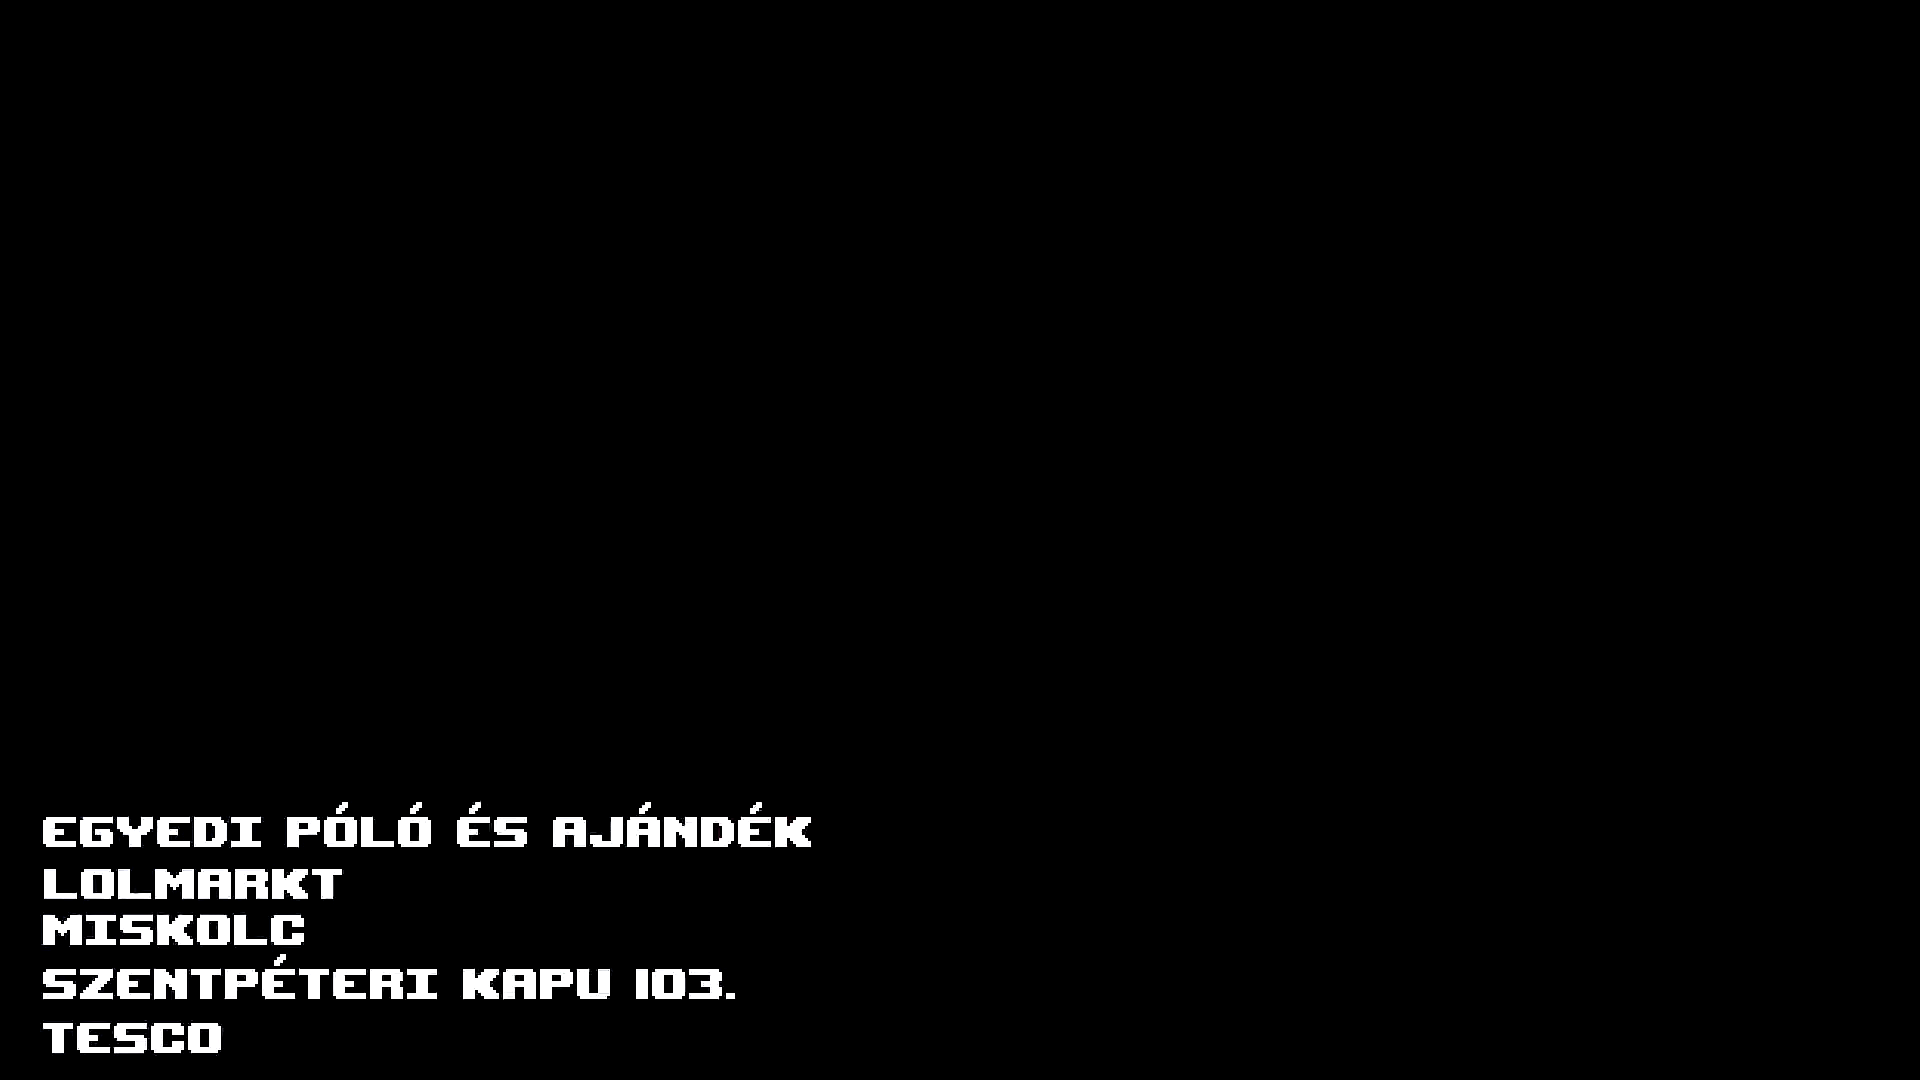 EGYEDI PÓLÓ ÉS AJÁNDÉK
LOLMARKT
MISKOLC
SZENTPÉTERI KAPU 103.
TESCO